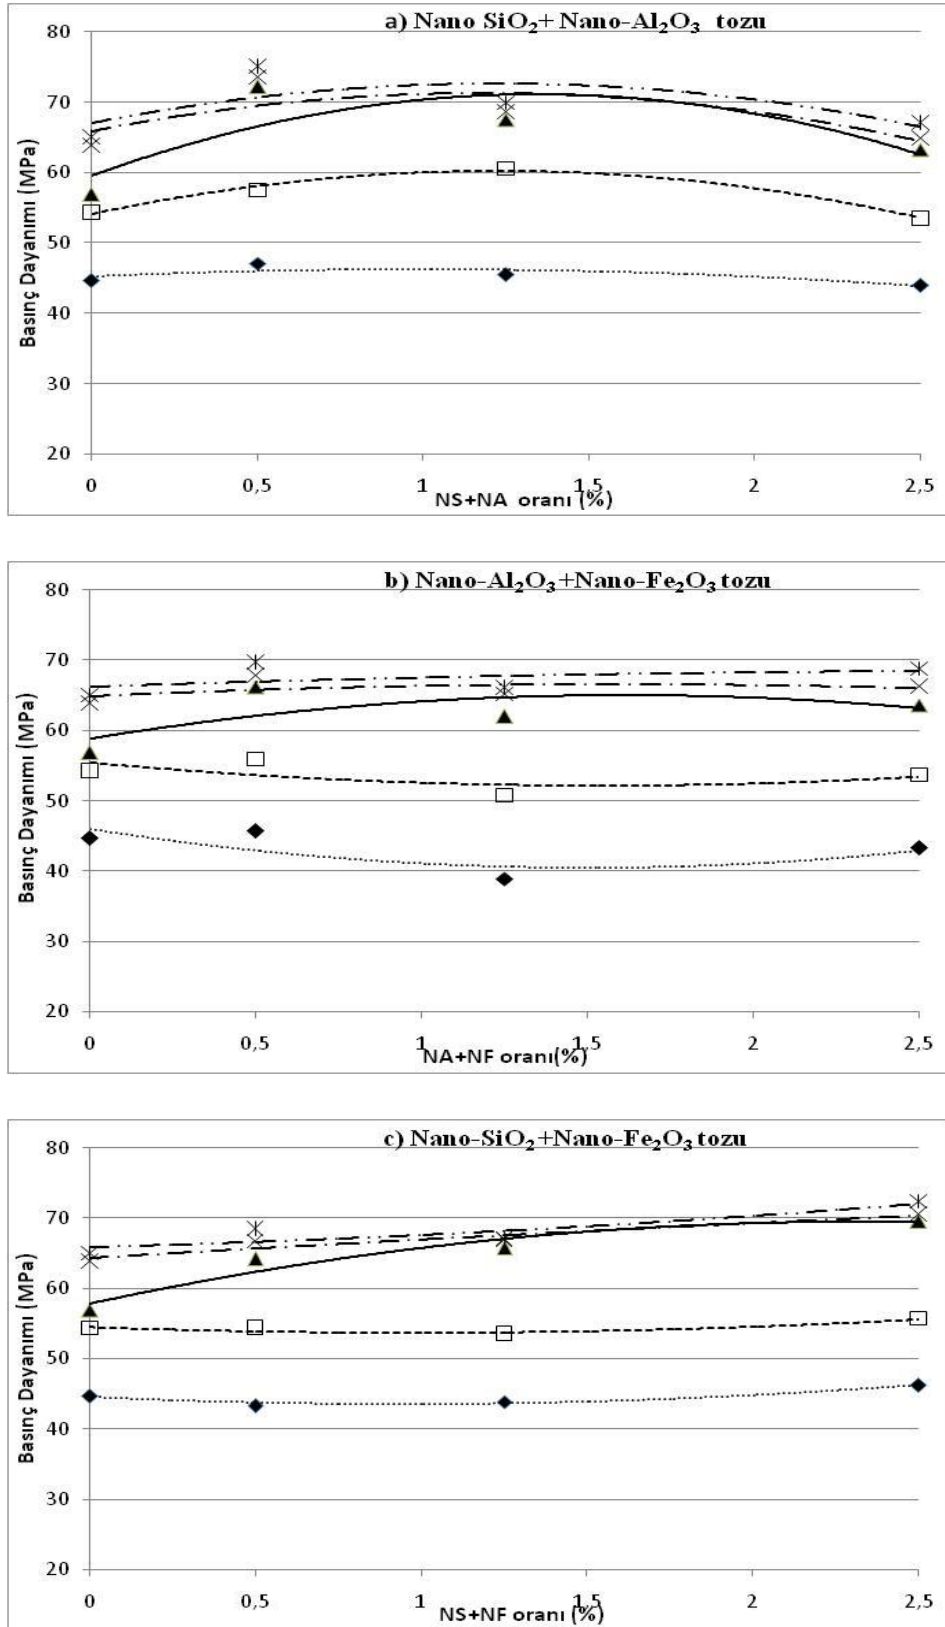 a) Nano SiO₂+ Nano-Al₂O₃ tozu
80
70
60
50
40
30
20
Basınç Dayanımı (MPa)
0 0,5 1 1,5 2 2,5
NS+NA oranı (%)
b) Nano-Al₂O₃+Nano-Fe₂O₃ tozu
80
70
60
50
40
30
20
Basınç Dayanımı (MPa)
0 0,5 1 1,5 2 2,5
NA+NF oranı(%)
c) Nano-SiO₂+Nano-Fe₂O₃ tozu
80
70
60
50
40
30
20
Basınç Dayanımı (MPa)
0 0,5 1 1,5 2 2,5
NS+NF oranı (%)